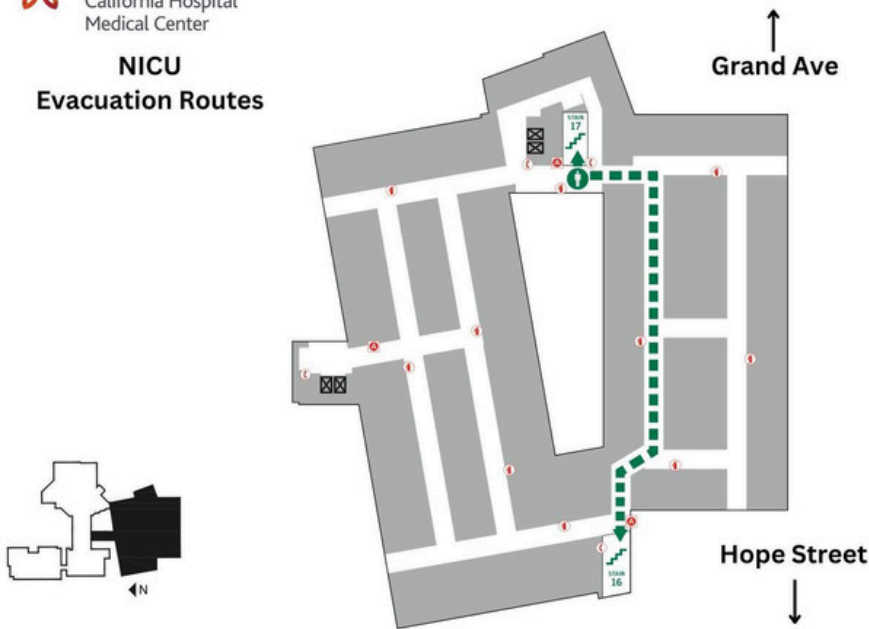 California Hospital
Medical Center
NICU
Evacuation Routes
Grand Ave
STAIR
17
A
A
A
Hope Street
STAIR
16
N